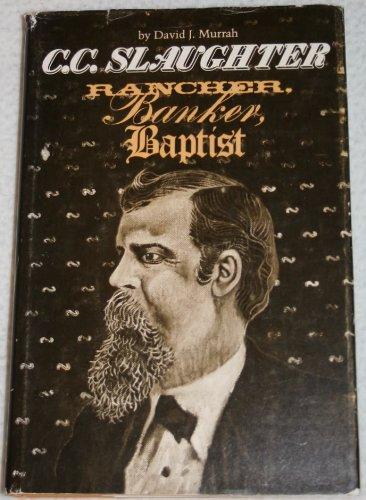 by David J. Murrah
C.C. SLAUGHTER
RANCHER,
Banker,
Baptist